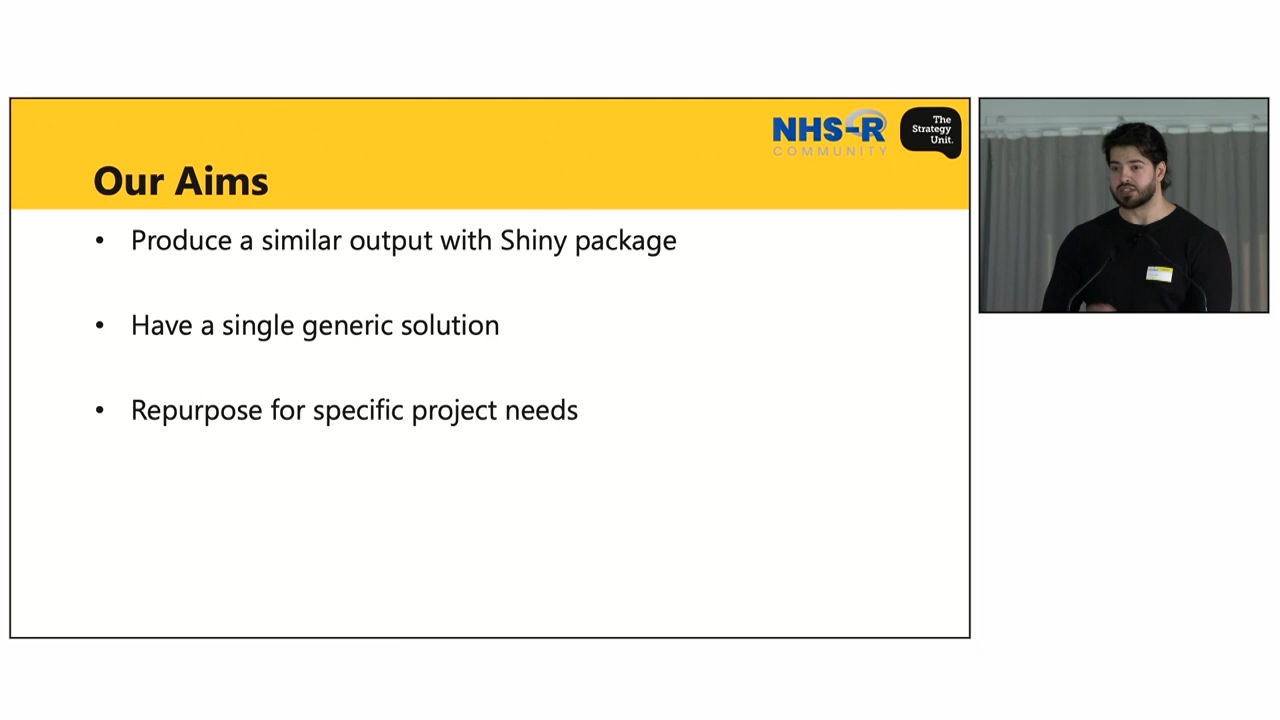 NHS-R
COMMUNITY
The
Strategy
Unit.
Our Aims
• Produce a similar output with Shiny package
• Have a single generic solution
• Repurpose for specific project needs